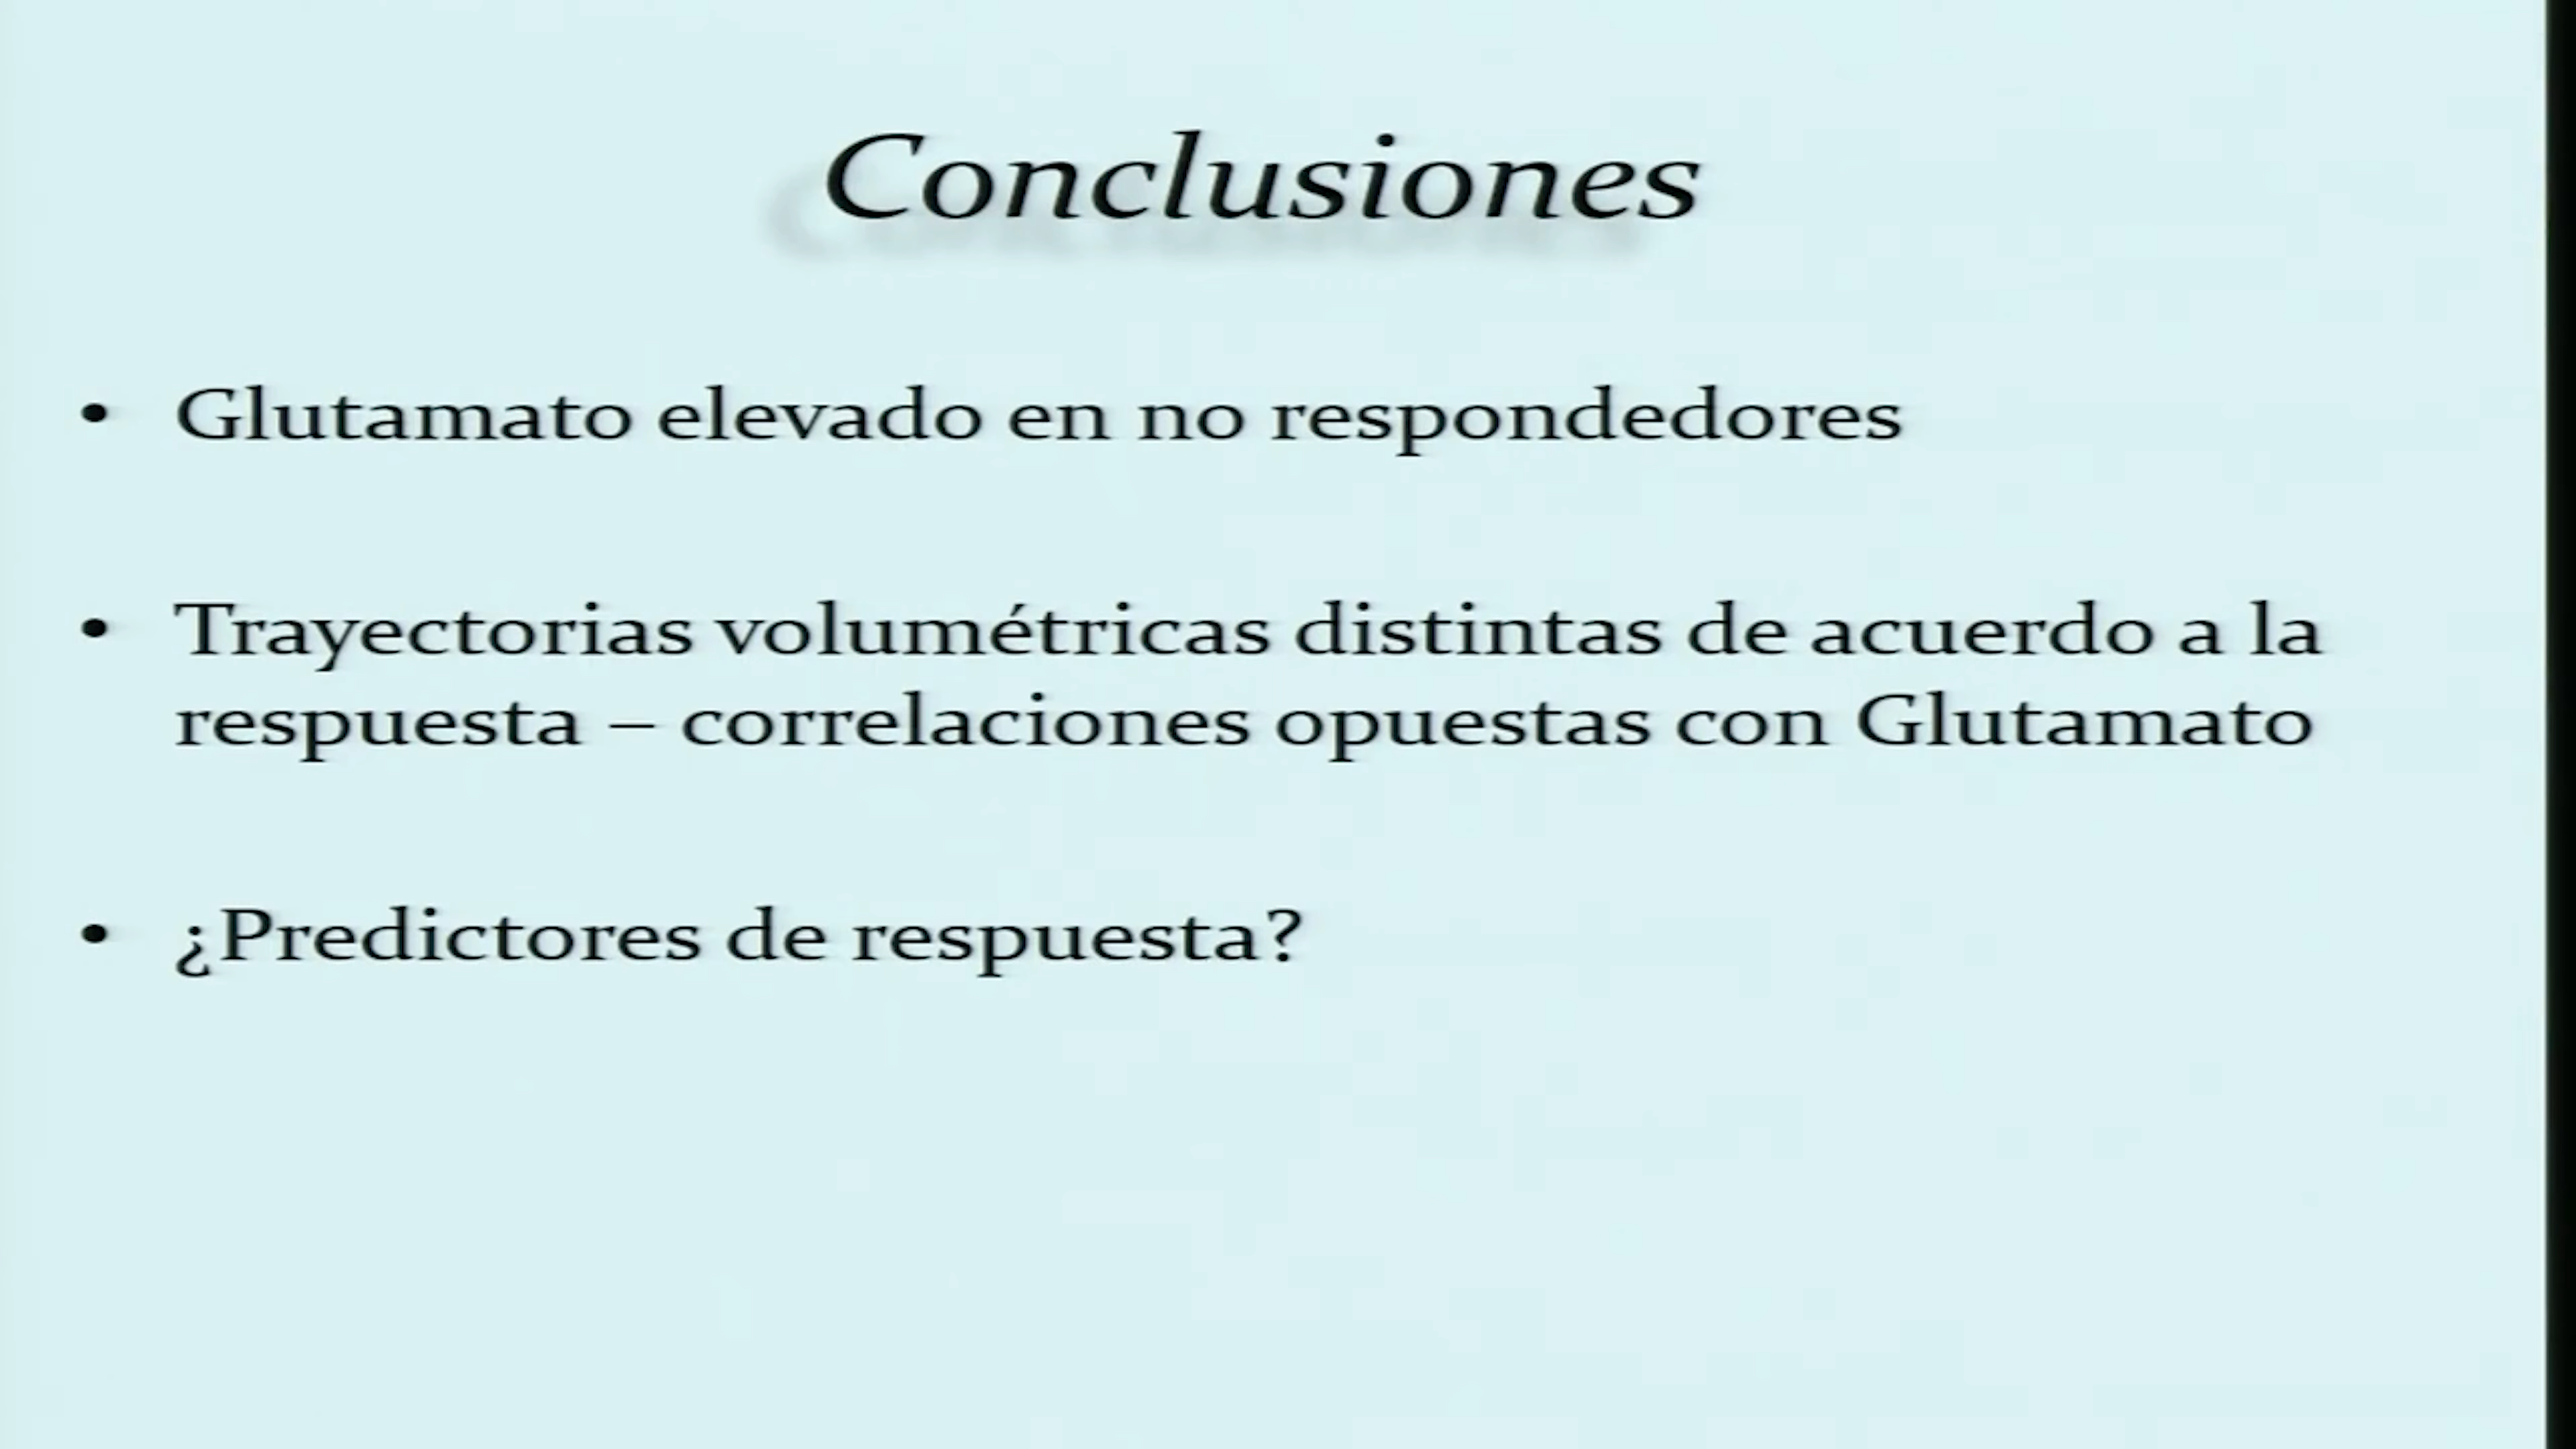 Conclusiones
• Glutamato elevado en no respondedores
• Trayectorias volumétricas distintas de acuerdo a la
respuesta – correlaciones opuestas con Glutamato
• ¿Predictores de respuesta?